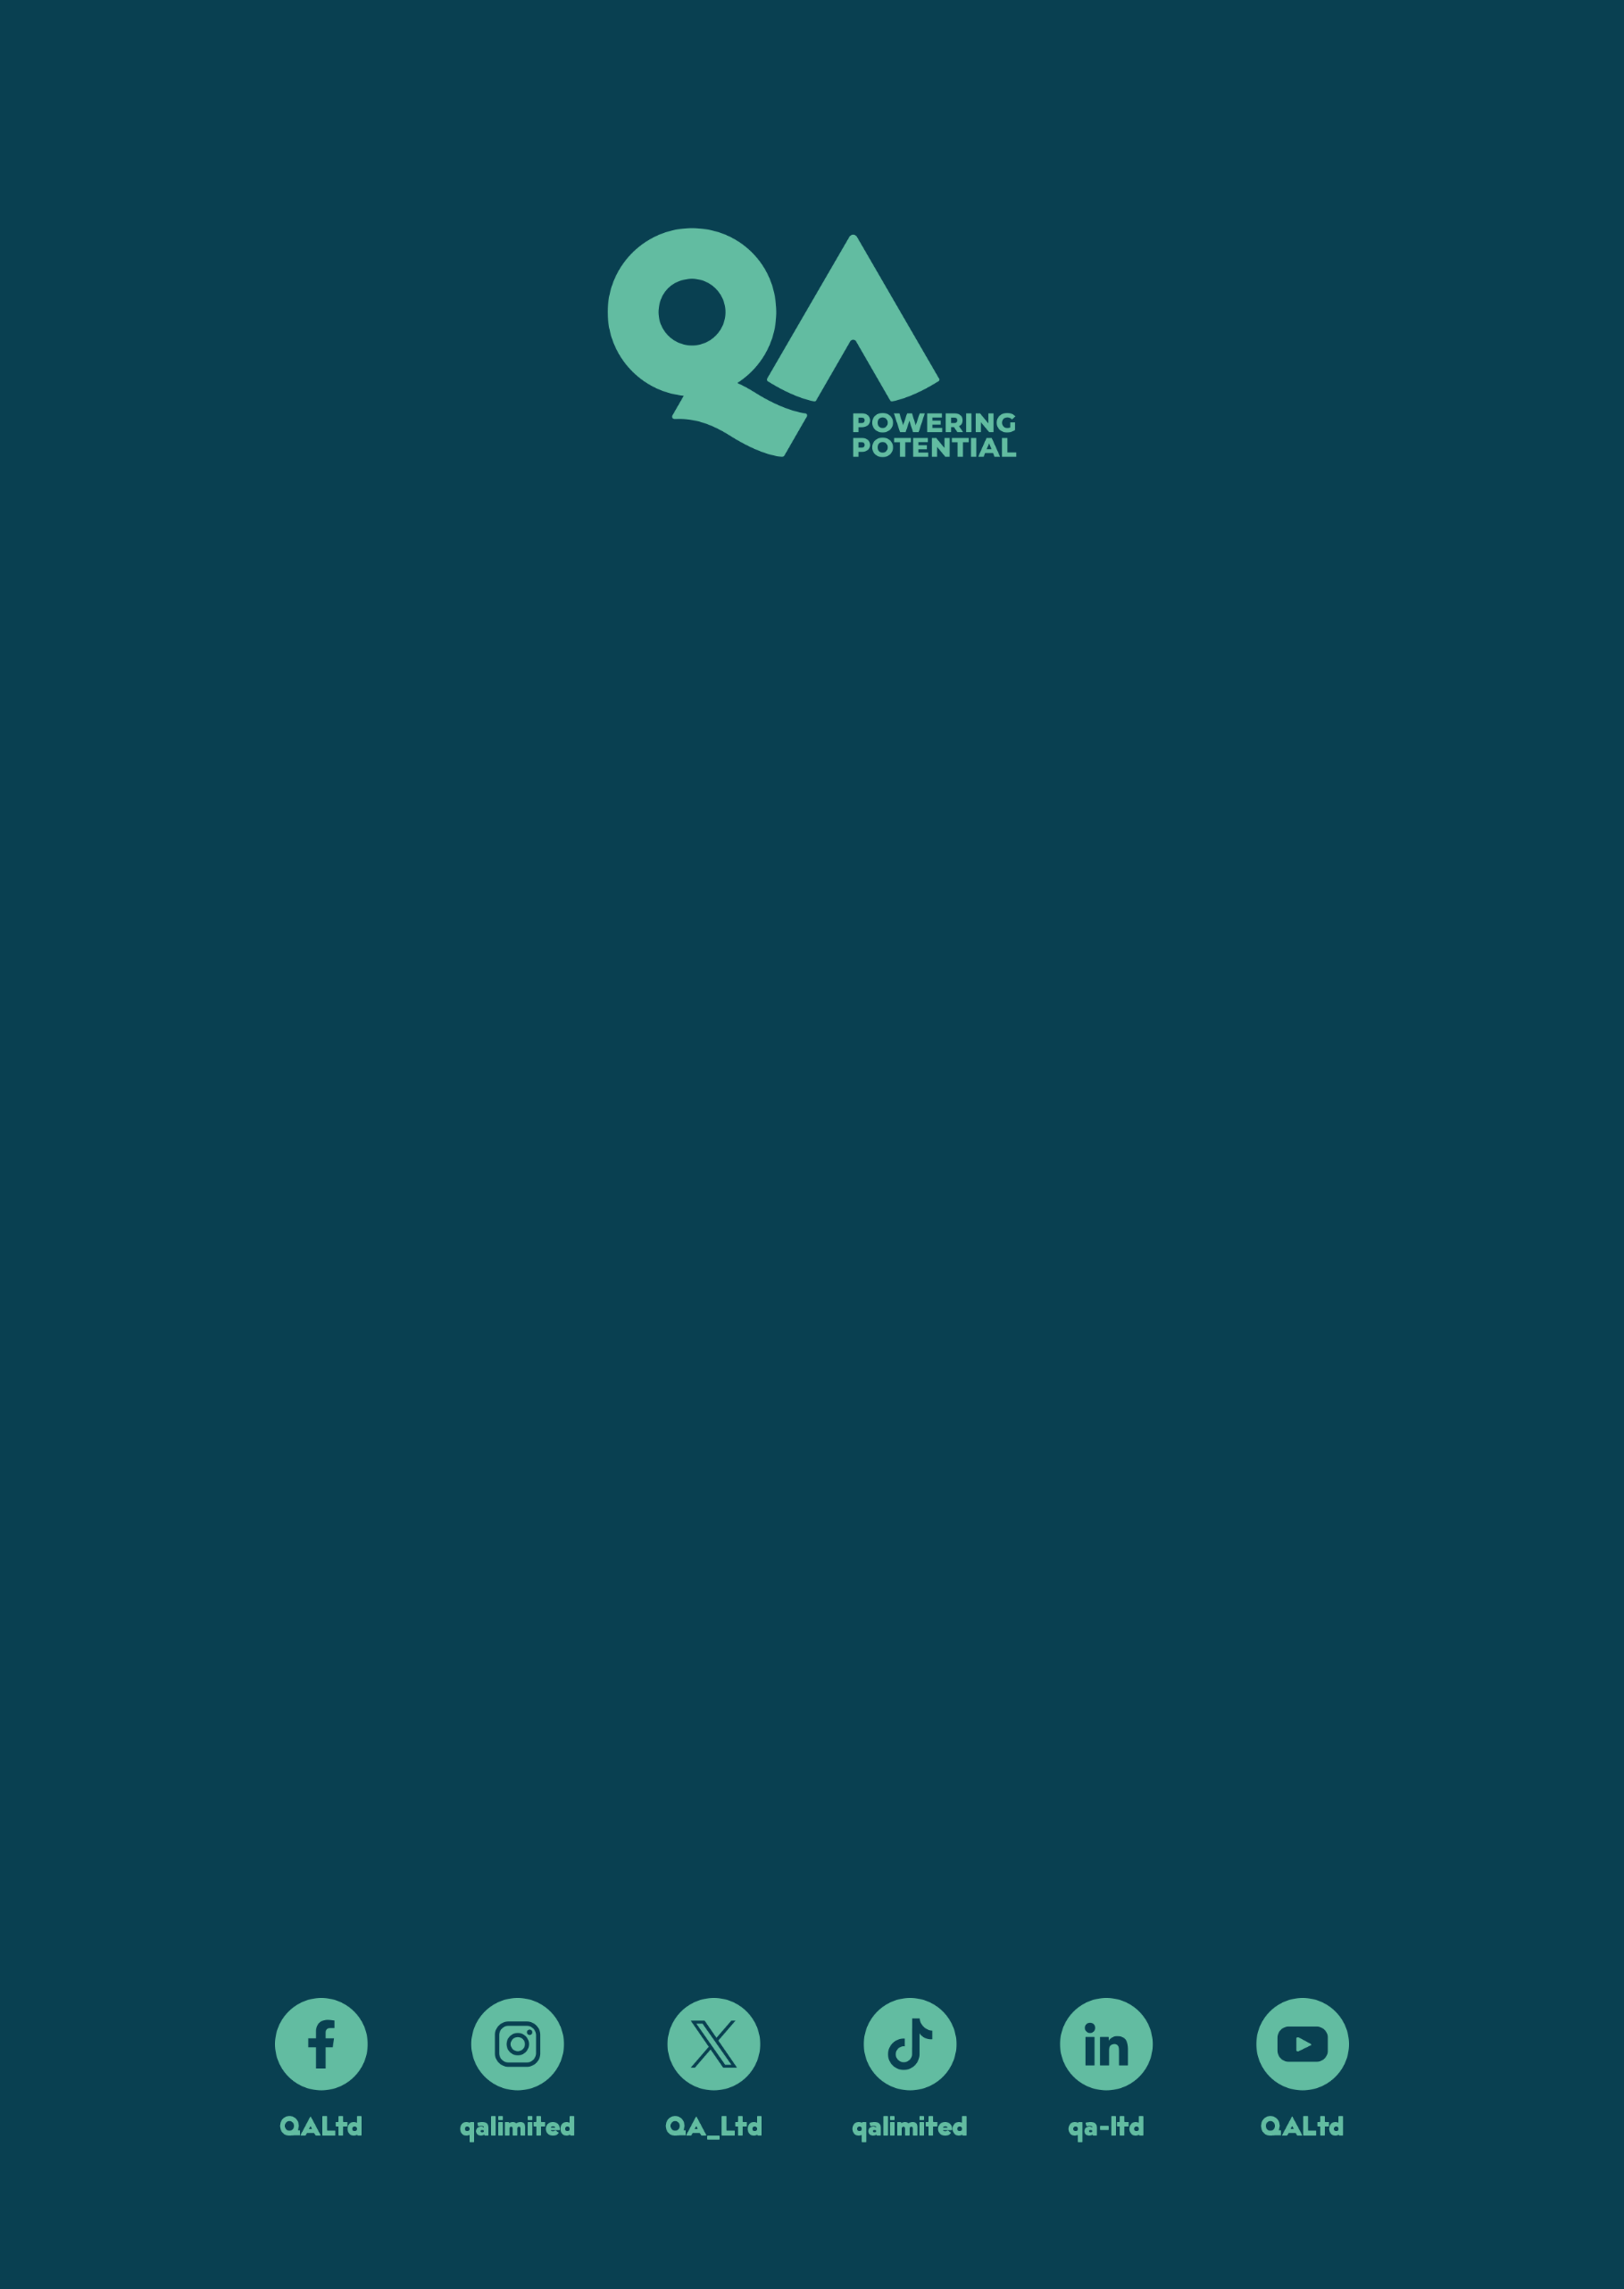 QA
POWERING
POTENTIAL
QALtd
qalimited
QA_Ltd
qalimited
qa-ltd
QALtd